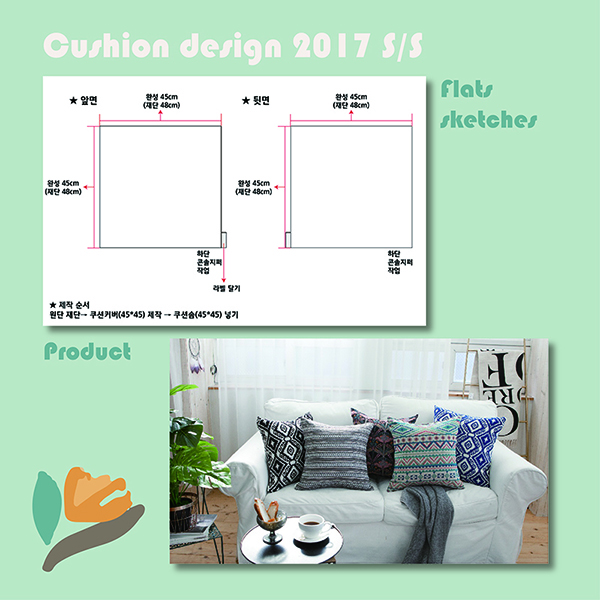 Cushion design 2017 S/S
Flats
sketches
★ 앞면
완성 45cm
(재단 48cm)
완성 45cm
(재단 48cm)
하단
콘솔지퍼
작업
라벨 달기
★ 뒷면
완성 45cm
(재단 48cm)
완성 45cm
(재단 48cm)
하단
콘솔지퍼
작업
★ 제작 순서
원단 재단→ 쿠션커버(45*45) 제작 → 쿠션솜(45*45) 넣기
Product